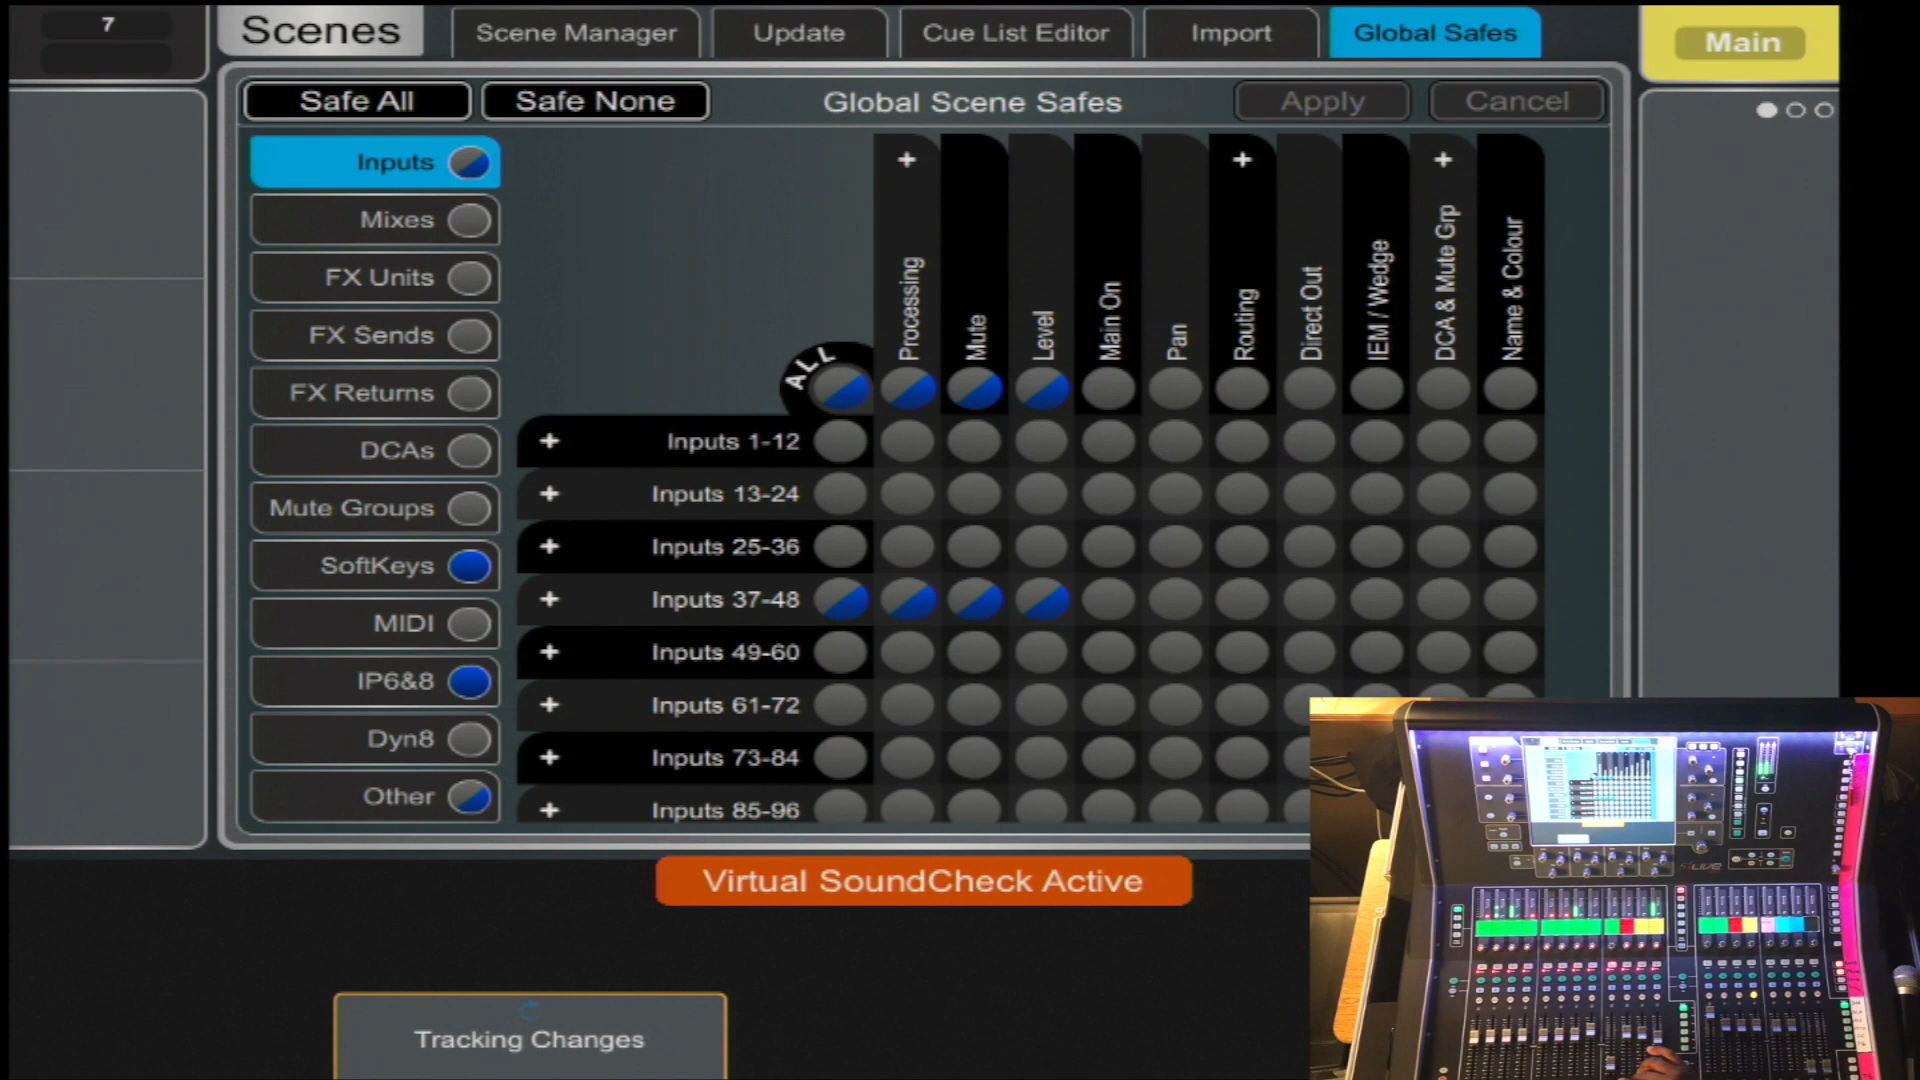 7
Scenes
Scene Manager
Update
Cue List Editor
Import
Global Safes
Main
Safe All
Safe None
Global Scene Safes
Apply
Cancel
Inputs
Mixes
FX Units
FX Sends
FX Returns
DCAs
Mute Groups
SoftKeys
MIDI
IP6&8
Dyn8
Other
ALL
+ Processing
Mute
Level
Main On
Pan
+ Routing
Direct Out
IEM / Wedge
+ DCA & Mute Grp
Name & Colour
+ Inputs 1-12
+ Inputs 13-24
+ Inputs 25-36
+ Inputs 37-48
+ Inputs 49-60
+ Inputs 61-72
+ Inputs 73-84
+ Inputs 85-96
Virtual SoundCheck Active
Tracking Changes